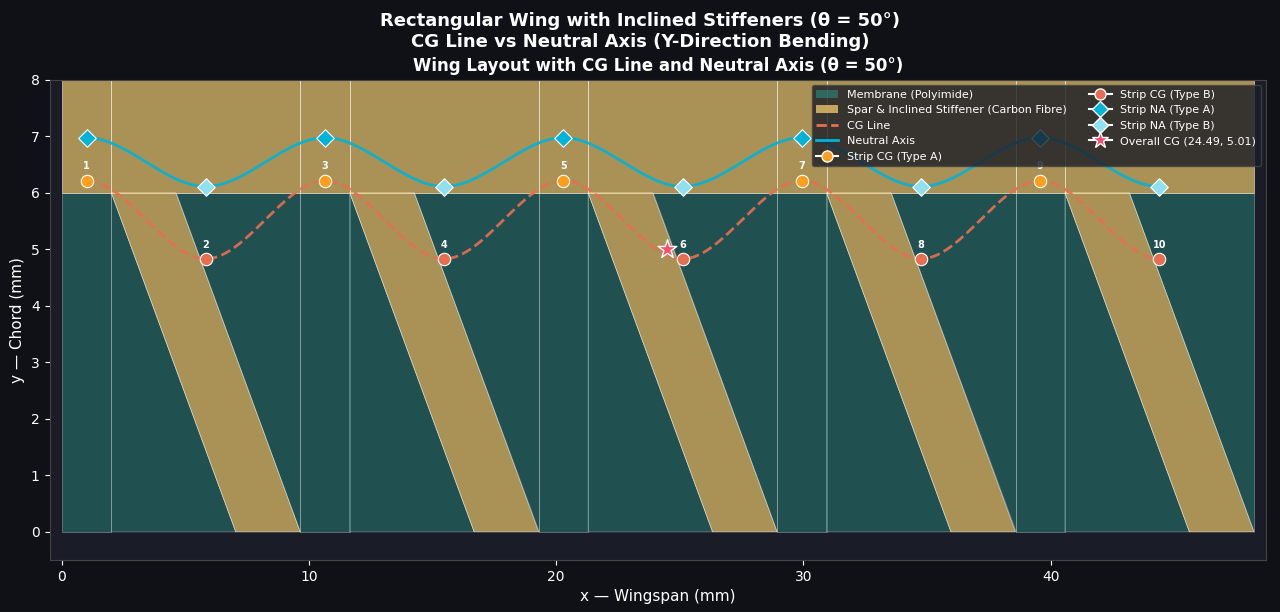 Rectangular Wing with Inclined Stiffeners (θ = 50°)
CG Line vs Neutral Axis (Y-Direction Bending)
Wing Layout with CG Line and Neutral Axis (θ = 50°)
Membrane (Polyimide)
Spar & Inclined Stiffener (Carbon Fibre)
CG Line
Neutral Axis
Strip CG (Type A)
Strip CG (Type B)
Strip NA (Type A)
Strip NA (Type B)
Overall CG (24.49, 5.01)
8
7
6
5
4
3
2
1
0
y — Chord (mm)
1
2
3
4
5
6
7
8
9
10
0
10
20
30
40
x — Wingspan (mm)